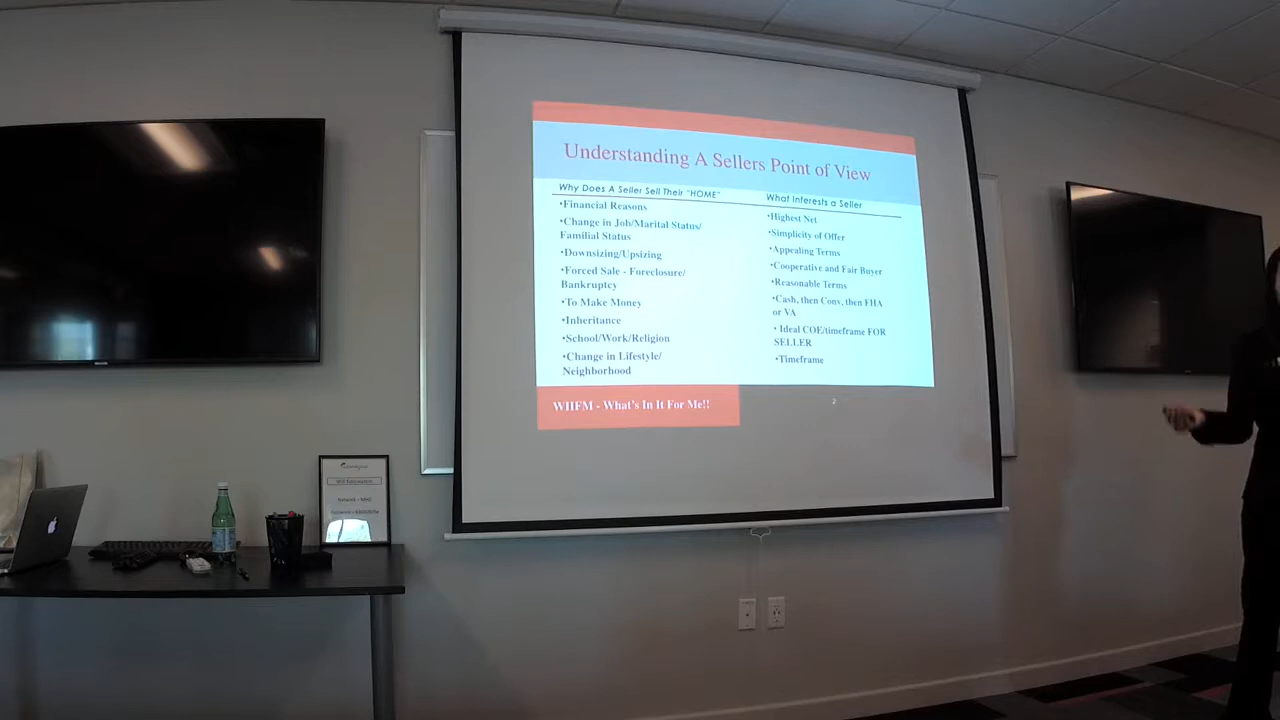 Understanding A Sellers Point of View
Why Does A Seller Sell Their "HOME"
•Financial Reasons
•Change in Job/Marital Status/
Familial Status
•Downsizing/Upsizing
•Forced Sale - Foreclosure/
Bankruptcy
•To Make Money
•Inheritance
•School/Work/Religion
•Change in Lifestyle/
Neighborhood
What Interests a Seller
•Highest Net
•Simplicity of Offer
•Appealing Terms
•Cooperative and Fair Buyer
•Reasonable Terms
•Cash, then Conv, then FHA
or VA
• Ideal COE/timeframe FOR
SELLER
•Timeframe
WIIFM - What's In It For Me!!
2